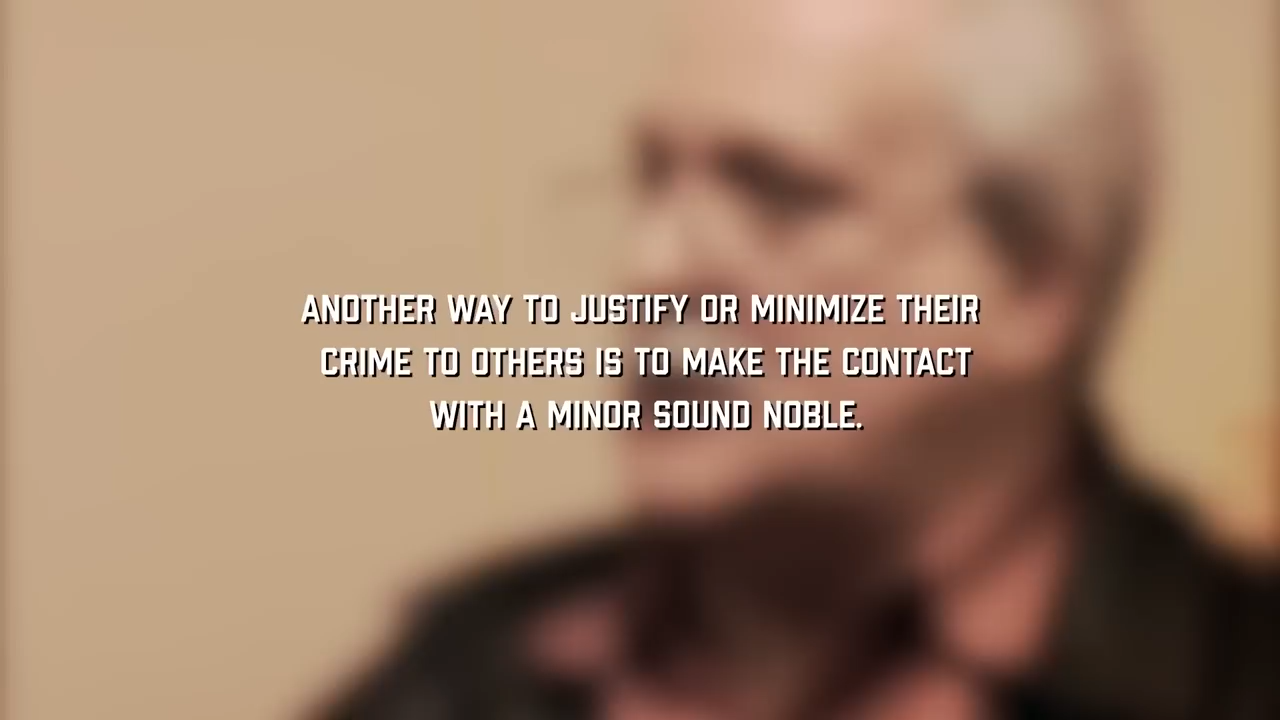 ANOTHER WAY TO JUSTIFY OR MINIMIZE THEIR
CRIME TO OTHERS IS TO MAKE THE CONTACT
WITH A MINOR SOUND NOBLE.